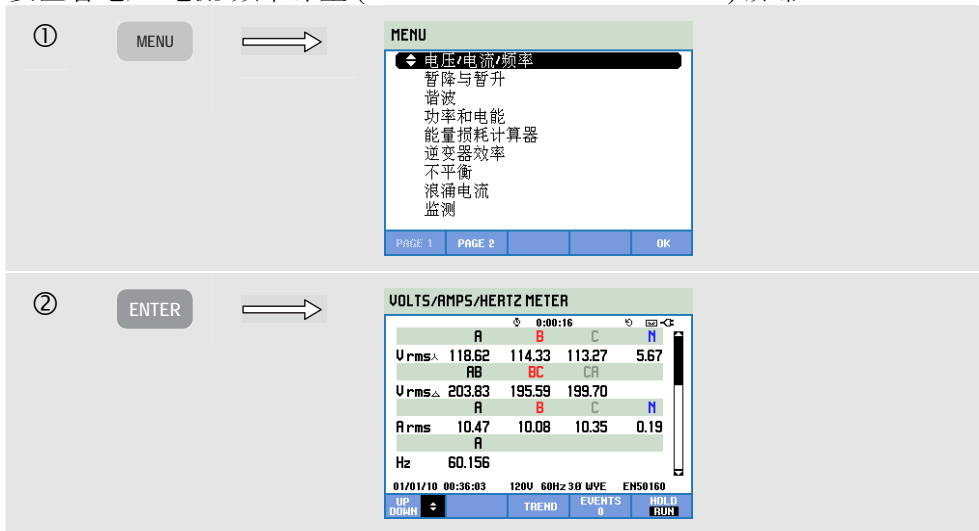 ①
MENU
MENU
电压/电流/频率
暂降与暂升
谐波
功率和电能
能量损耗计算器
逆变器效率
不平衡
浪涌电流
监测
PAGE 1 PAGE 2 OK
②
ENTER
VOLTS/AMPS/HERTZ METER
0:00:16
A B C N
V rms 118.62 114.33 113.27 5.67
AB BC CA
V rms 203.83 195.59 199.70
A B C N
A rms 10.47 10.08 10.35 0.19
A
Hz 60.156
01/01/10 00:36:03 120V 60Hz 3.Ø WYE EN50160
UP DOWN TREND EVENTS 0 HOLD RUN